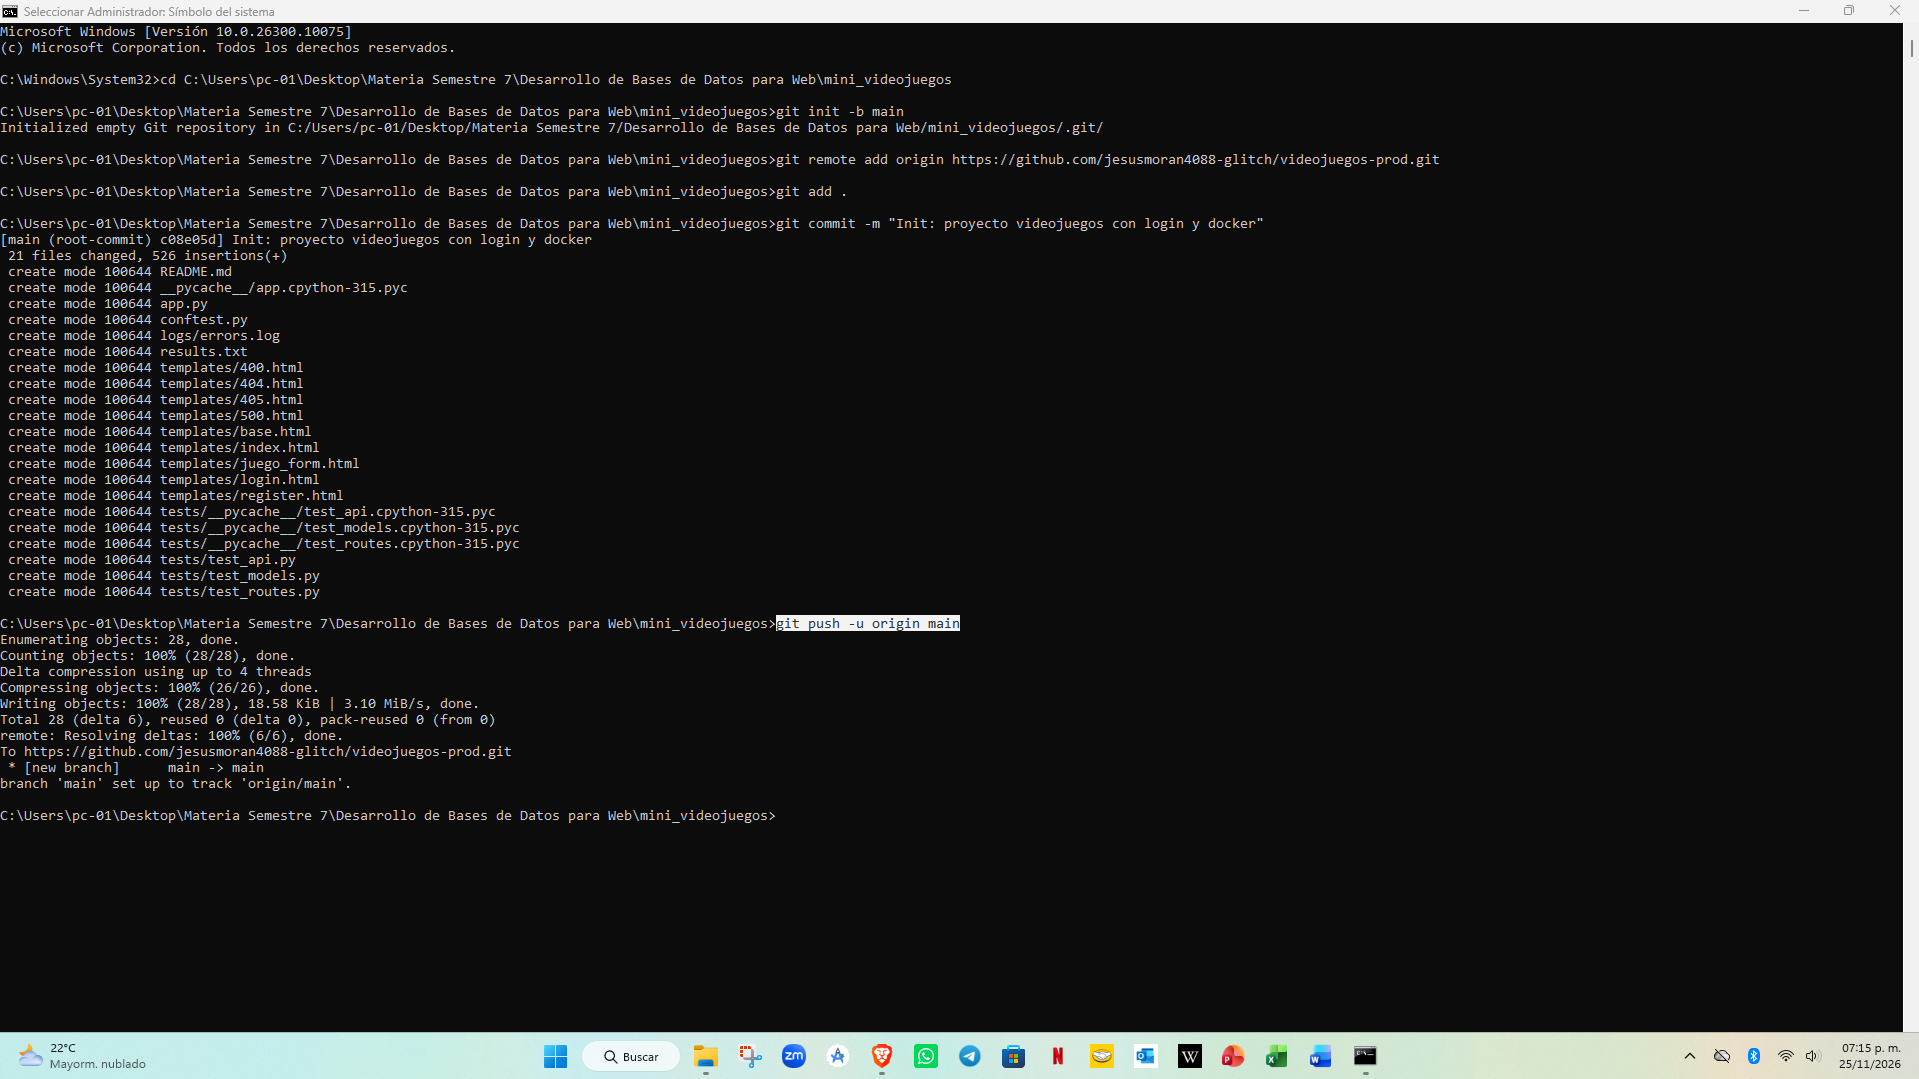 Seleccionar Administrador: Símbolo del sistema
Microsoft Windows [Versión 10.0.26300.10075]
(c) Microsoft Corporation. Todos los derechos reservados.
C:\Windows\System32>cd C:\Users\pc-01\Desktop\Materia Semestre 7\Desarrollo de Bases de Datos para Web\mini_videojuegos
C:\Users\pc-01\Desktop\Materia Semestre 7\Desarrollo de Bases de Datos para Web\mini_videojuegos>git init -b main
Initialized empty Git repository in C:/Users/pc-01/Desktop/Materia Semestre 7/Desarrollo de Bases de Datos para Web/mini_videojuegos/.git/
C:\Users\pc-01\Desktop\Materia Semestre 7\Desarrollo de Bases de Datos para Web\mini_videojuegos>git remote add origin https://github.com/jesusmoran4088-glitch/videojuegos-prod.git
C:\Users\pc-01\Desktop\Materia Semestre 7\Desarrollo de Bases de Datos para Web\mini_videojuegos>git add .
C:\Users\pc-01\Desktop\Materia Semestre 7\Desarrollo de Bases de Datos para Web\mini_videojuegos>git commit -m "Init: proyecto videojuegos con login y docker"
[main (root-commit) c08e05d] Init: proyecto videojuegos con login y docker
 21 files changed, 526 insertions(+)
 create mode 100644 README.md
 create mode 100644 __pycache__/app.cpython-315.pyc
 create mode 100644 app.py
 create mode 100644 conftest.py
 create mode 100644 logs/errors.log
 create mode 100644 results.txt
 create mode 100644 templates/400.html
 create mode 100644 templates/404.html
 create mode 100644 templates/405.html
 create mode 100644 templates/500.html
 create mode 100644 templates/base.html
 create mode 100644 templates/index.html
 create mode 100644 templates/juego_form.html
 create mode 100644 templates/login.html
 create mode 100644 templates/register.html
 create mode 100644 tests/__pycache__/test_api.cpython-315.pyc
 create mode 100644 tests/__pycache__/test_models.cpython-315.pyc
 create mode 100644 tests/__pycache__/test_routes.cpython-315.pyc
 create mode 100644 tests/test_api.py
 create mode 100644 tests/test_models.py
 create mode 100644 tests/test_routes.py
C:\Users\pc-01\Desktop\Materia Semestre 7\Desarrollo de Bases de Datos para Web\mini_videojuegos>git push -u origin main
Enumerating objects: 28, done.
Counting objects: 100% (28/28), done.
Delta compression using up to 4 threads
Compressing objects: 100% (26/26), done.
Writing objects: 100% (28/28), 18.58 KiB | 3.10 MiB/s, done.
Total 28 (delta 6), reused 0 (delta 0), pack-reused 0 (from 0)
remote: Resolving deltas: 100% (6/6), done.
To https://github.com/jesusmoran4088-glitch/videojuegos-prod.git
 * [new branch]      main -> main
branch 'main' set up to track 'origin/main'.
C:\Users\pc-01\Desktop\Materia Semestre 7\Desarrollo de Bases de Datos para Web\mini_videojuegos>
22°C
Mayorm. nublado
Buscar
zm
N
W
07:15 p. m.
25/11/2026